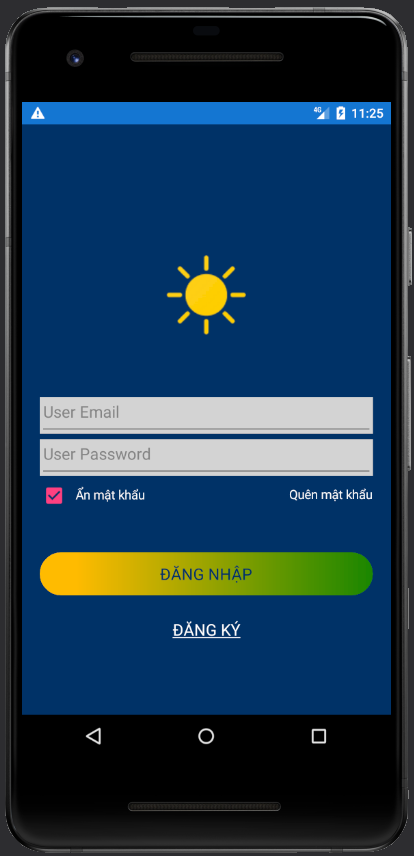 4G 11:25
User Email
User Password
Ẩn mật khẩu Quên mật khẩu
ĐĂNG NHẬP
ĐĂNG KÝ